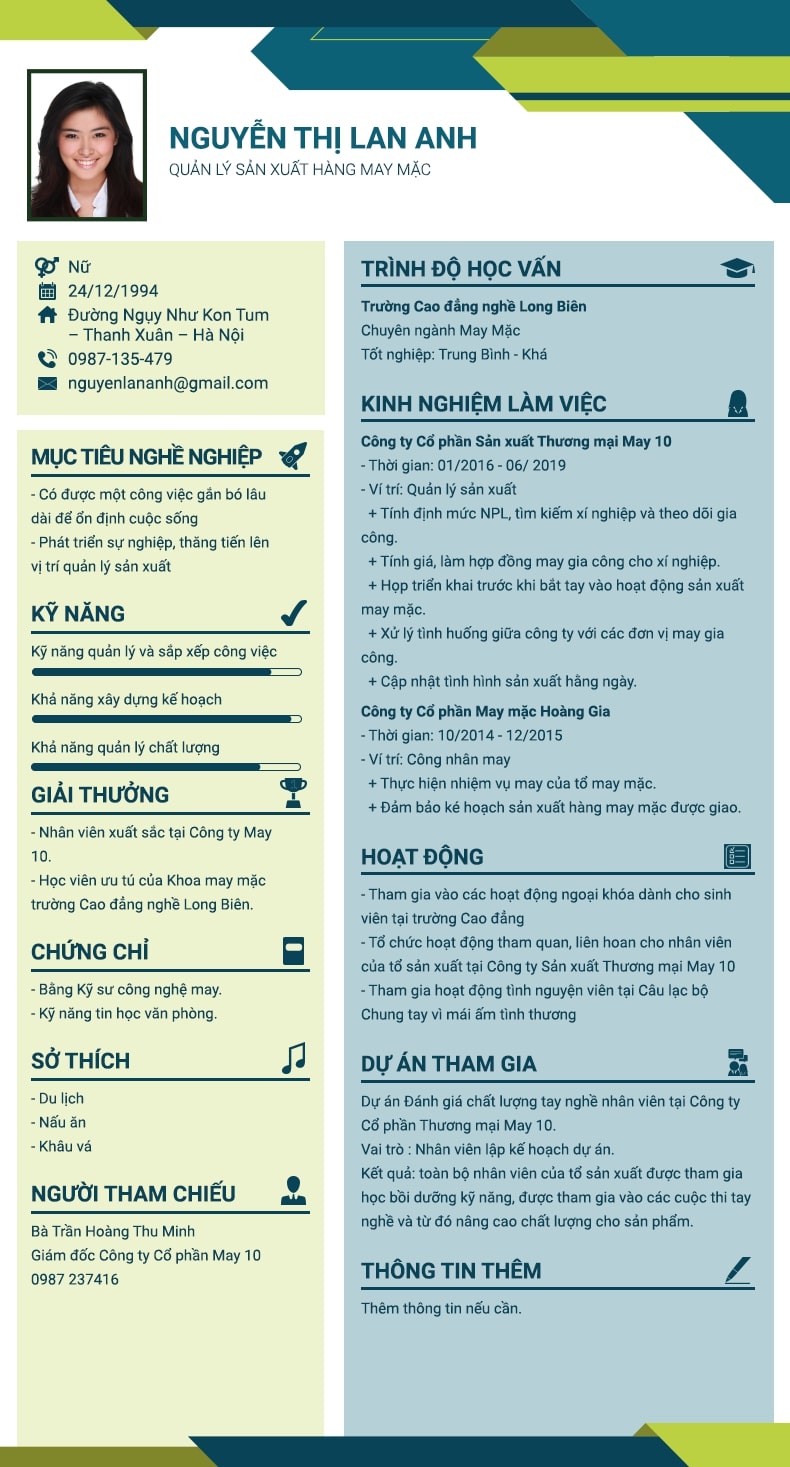 NGUYỄN THỊ LAN ANH
QUẢN LÝ SẢN XUẤT HÀNG MAY MẶC
Nữ
24/12/1994
Đường Ngụy Như Kon Tum
– Thanh Xuân – Hà Nội
0987-135-479
nguyenlananh@gmail.com
MỤC TIÊU NGHỀ NGHIỆP
- Có được một công việc gắn bó lâu
dài để ổn định cuộc sống
- Phát triển sự nghiệp, thăng tiến lên
vị trí quản lý sản xuất
KỸ NĂNG
Kỹ năng quản lý và sắp xếp công việc
Khả năng xây dựng kế hoạch
Khả năng quản lý chất lượng
GIẢI THƯỞNG
- Nhân viên xuất sắc tại Công ty May
10.
- Học viên ưu tú của Khoa may mặc
trường Cao đẳng nghề Long Biên.
CHỨNG CHỈ
- Bằng Kỹ sư công nghệ may.
- Kỹ năng tin học văn phòng.
SỞ THÍCH
- Du lịch
- Nấu ăn
- Khâu vá
NGƯỜI THAM CHIẾU
Bà Trần Hoàng Thu Minh
Giám đốc Công ty Cổ phần May 10
0987 237416
TRÌNH ĐỘ HỌC VẤN
Trường Cao đẳng nghề Long Biên
Chuyên ngành May Mặc
Tốt nghiệp: Trung Bình - Khá
KINH NGHIỆM LÀM VIỆC
Công ty Cổ phần Sản xuất Thương mại May 10
- Thời gian: 01/2016 - 06/ 2019
- Ví trí: Quản lý sản xuất
+ Tính định mức NPL, tìm kiếm xí nghiệp và theo dõi gia
công.
+ Tính giá, làm hợp đồng may gia công cho xí nghiệp.
+ Họp triển khai trước khi bắt tay vào hoạt động sản xuất
may mặc.
+ Xử lý tình huống giữa công ty với các đơn vị may gia
công.
+ Cập nhật tình hình sản xuất hằng ngày.
Công ty Cổ phần May mặc Hoàng Gia
- Thời gian: 10/2014 - 12/2015
- Ví trí: Công nhân may
+ Thực hiện nhiệm vụ may của tổ may mặc.
+ Đảm bảo ké hoạch sản xuất hàng may mặc được giao.
HOẠT ĐỘNG
- Tham gia vào các hoạt động ngoại khóa dành cho sinh
viên tại trường Cao đẳng
- Tổ chức hoạt động tham quan, liên hoan cho nhân viên
của tổ sản xuất tại Công ty Sản xuất Thương mại May 10
- Tham gia hoạt động tình nguyện viên tại Câu lạc bộ
Chung tay vì mái ấm tình thương
DỰ ÁN THAM GIA
Dự án Đánh giá chất lượng tay nghề nhân viên tại Công ty
Cổ phần Thương mại May 10.
Vai trò : Nhân viên lập kế hoạch dự án.
Kết quả: toàn bộ nhân viên của tổ sản xuất được tham gia
học bồi dưỡng kỹ năng, được tham gia vào các cuộc thi tay
nghề và từ đó nâng cao chất lượng cho sản phẩm.
THÔNG TIN THÊM
Thêm thông tin nếu cần.